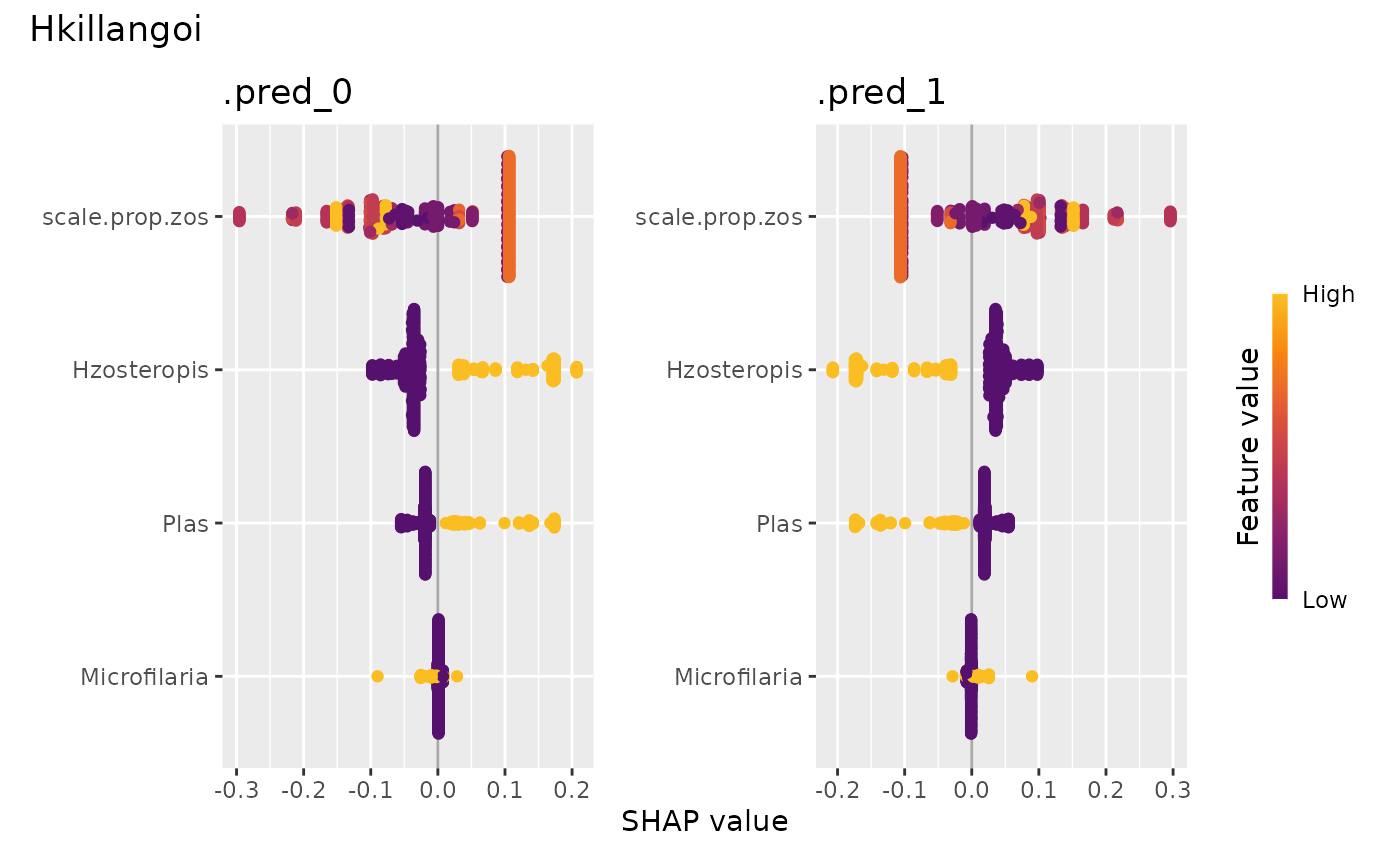 Hkillangoi
.pred_0
.pred_1
scale.prop.zos
Hzosteropis
Plas
Microfilaria
-0.3 -0.2 -0.1 0.0 0.1 0.2
scale.prop.zos
Hzosteropis
Plas
Microfilaria
-0.2 -0.1 0.0 0.1 0.2 0.3
SHAP value
Feature value
High
Low